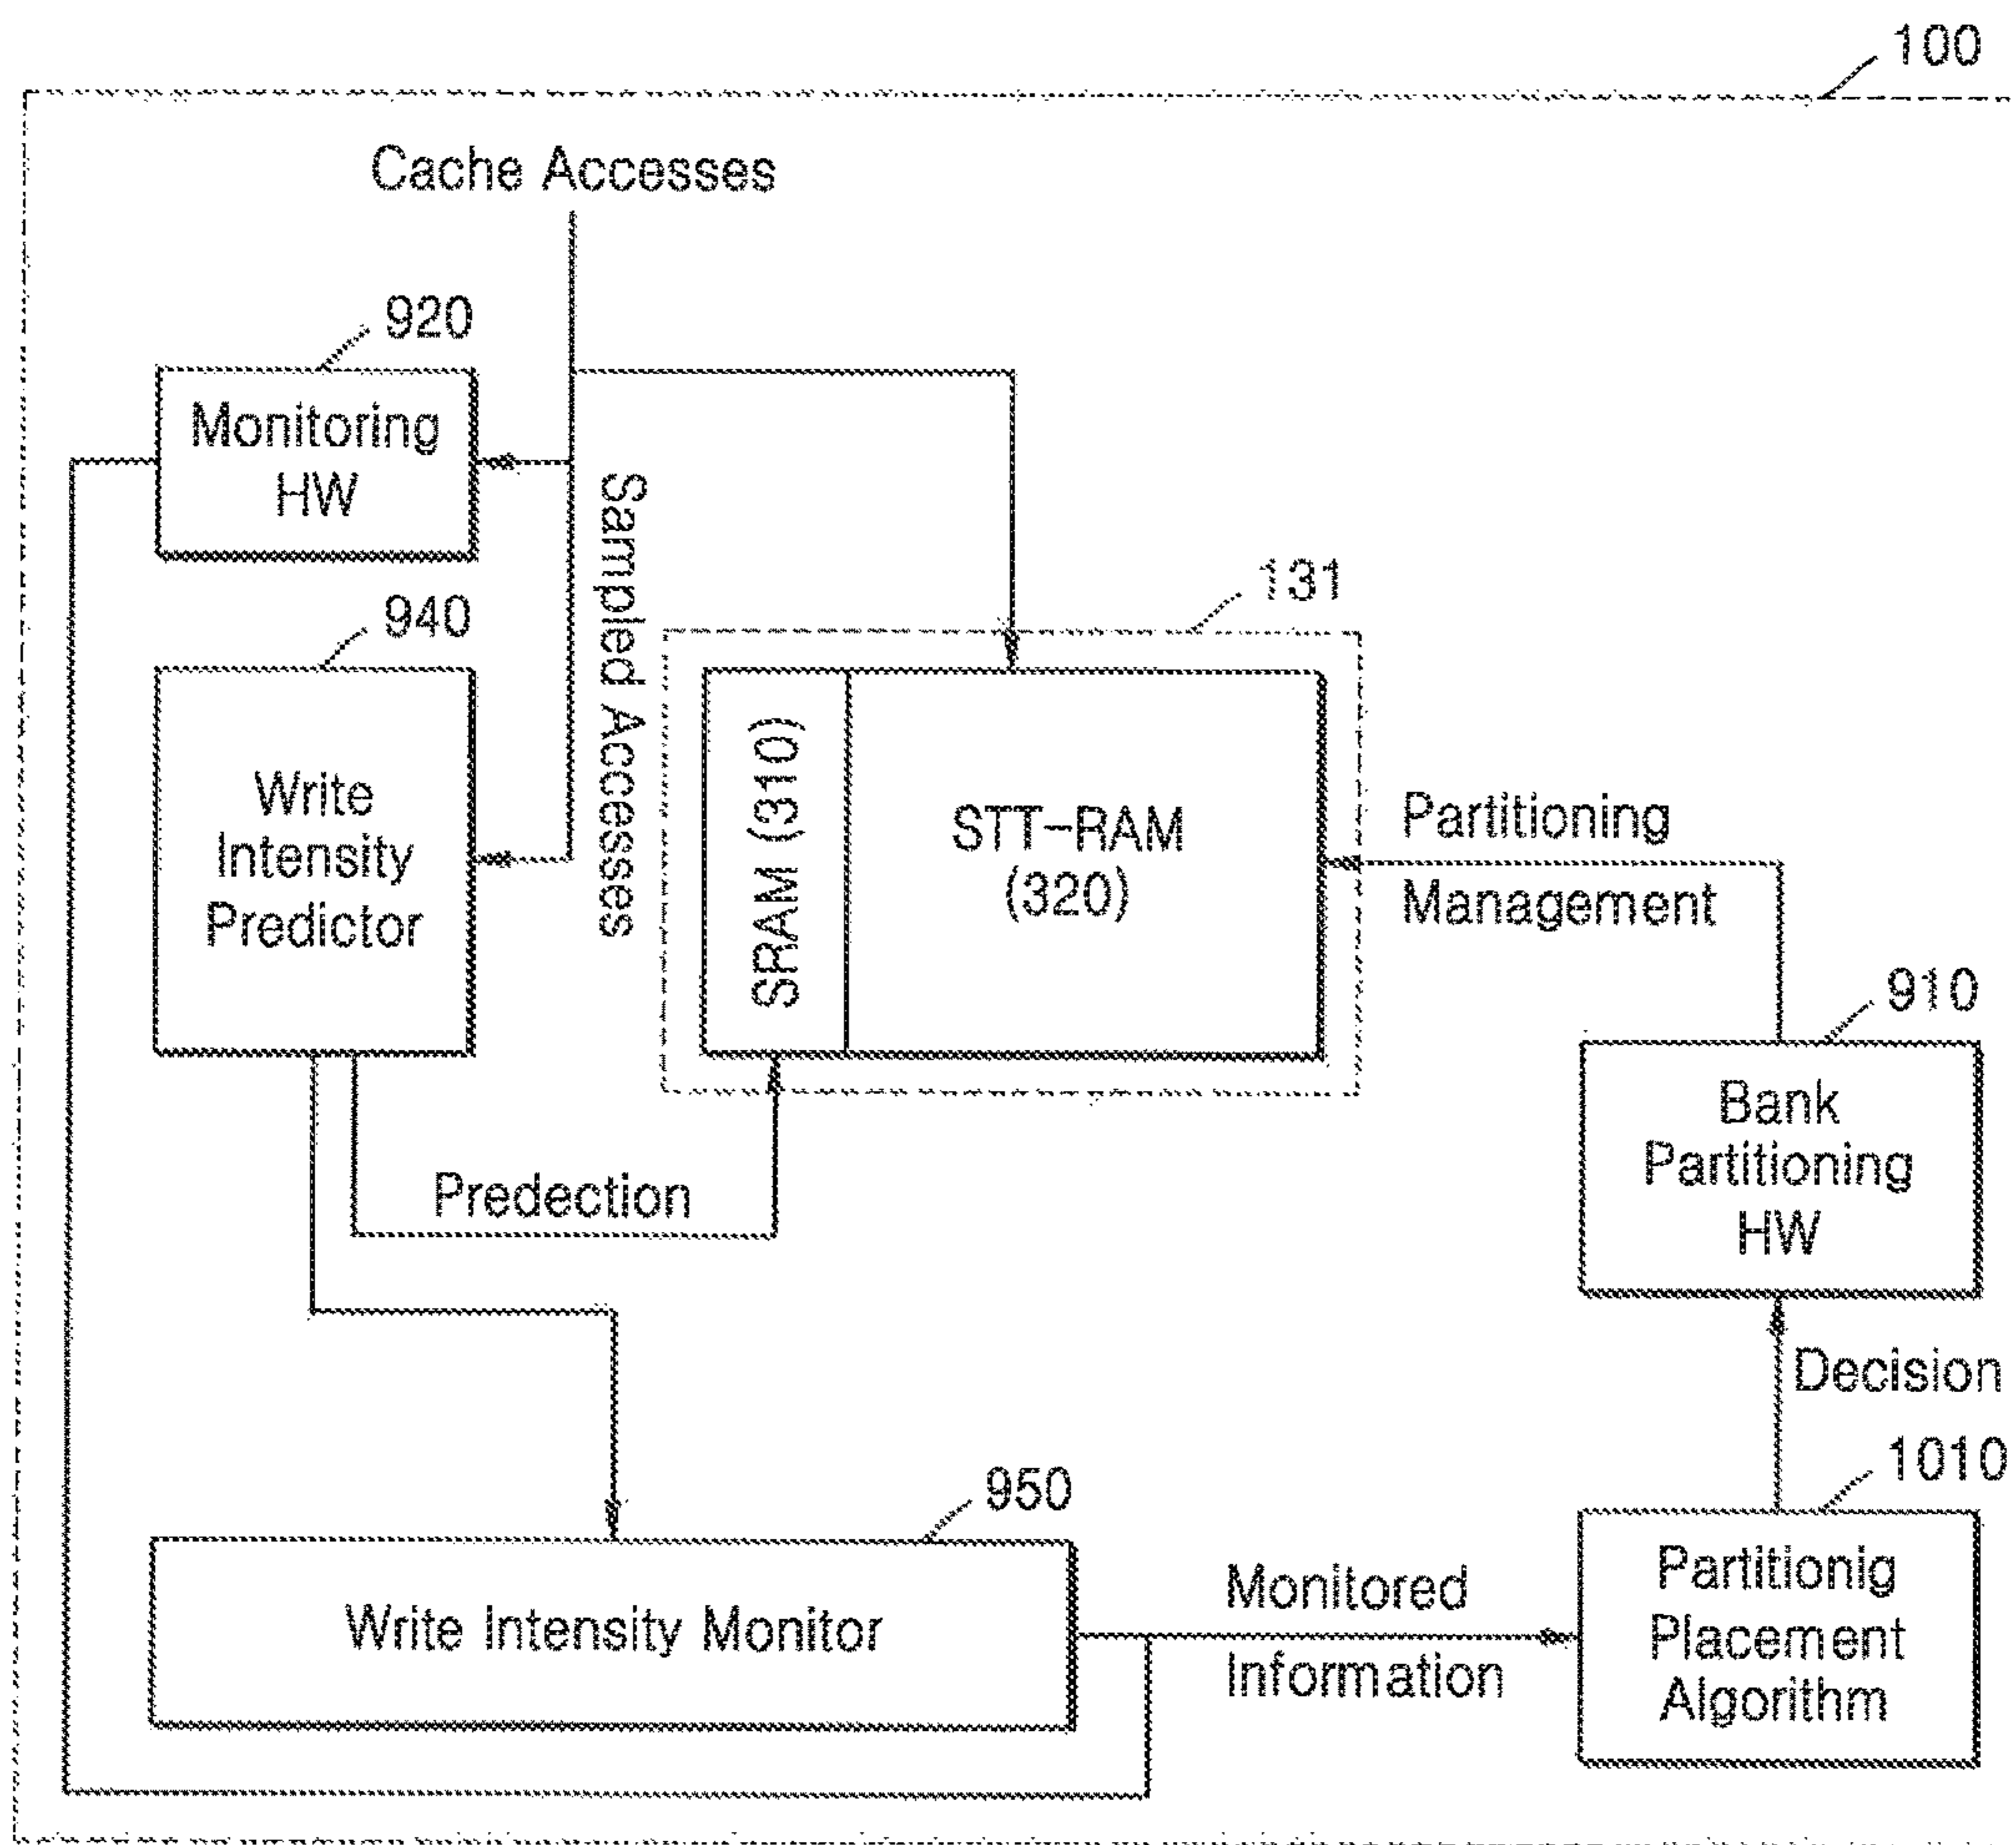 100
Cache Accesses
920
Monitoring
HW
Sampled Accesses
131
940
Write
Intensity
Predictor
SRAM (310)
STT-RAM
(320)
Partitioning
Management
910
Bank
Partitioning
HW
Predection
Decision
950
1010
Write Intensity Monitor
Monitored
Information
Partitionig
Placement
Algorithm